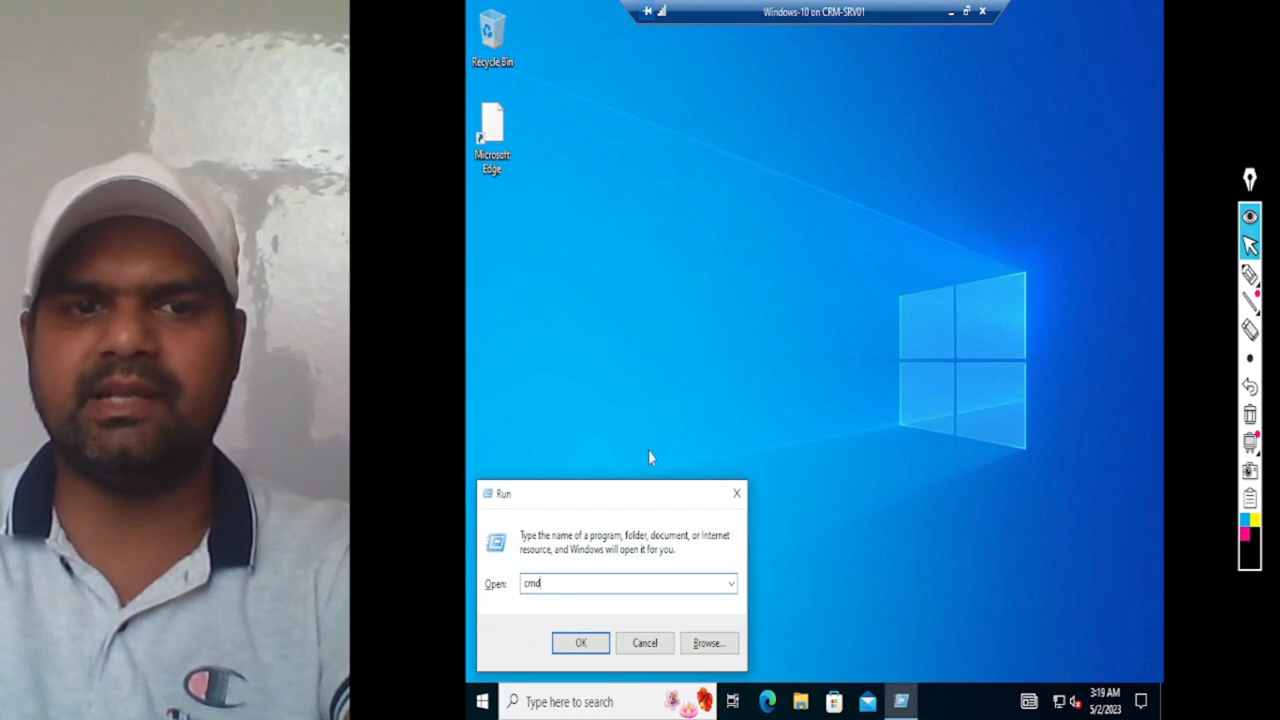 Windows-10 on CRM-SRV01
Recycle Bin
Microsoft
Edge
Run
Type the name of a program, folder, document, or Internet
resource, and Windows will open it for you.
Open: cmd
OK Cancel Browse...
Type here to search
3:19 AM
5/2/2023